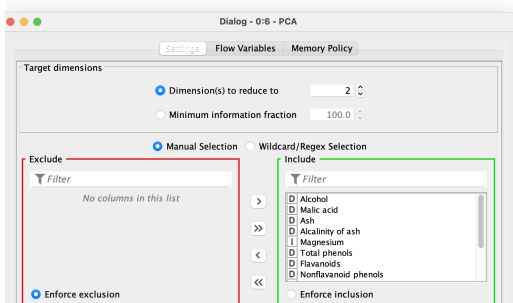 Dialog - 0:6 - PCA
Settings Flow Variables Memory Policy
Target dimensions
Dimension(s) to reduce to 2
Minimum information fraction 100.0
Manual Selection Wildcard/Regex Selection
Exclude
Filter
No columns in this list
Enforce exclusion
>
>>
<
<<
Include
Filter
D Alcohol
D Malic acid
D Ash
D Alcalinity of ash
I Magnesium
D Total phenols
D Flavanoids
D Nonflavanoid phenols
Enforce inclusion